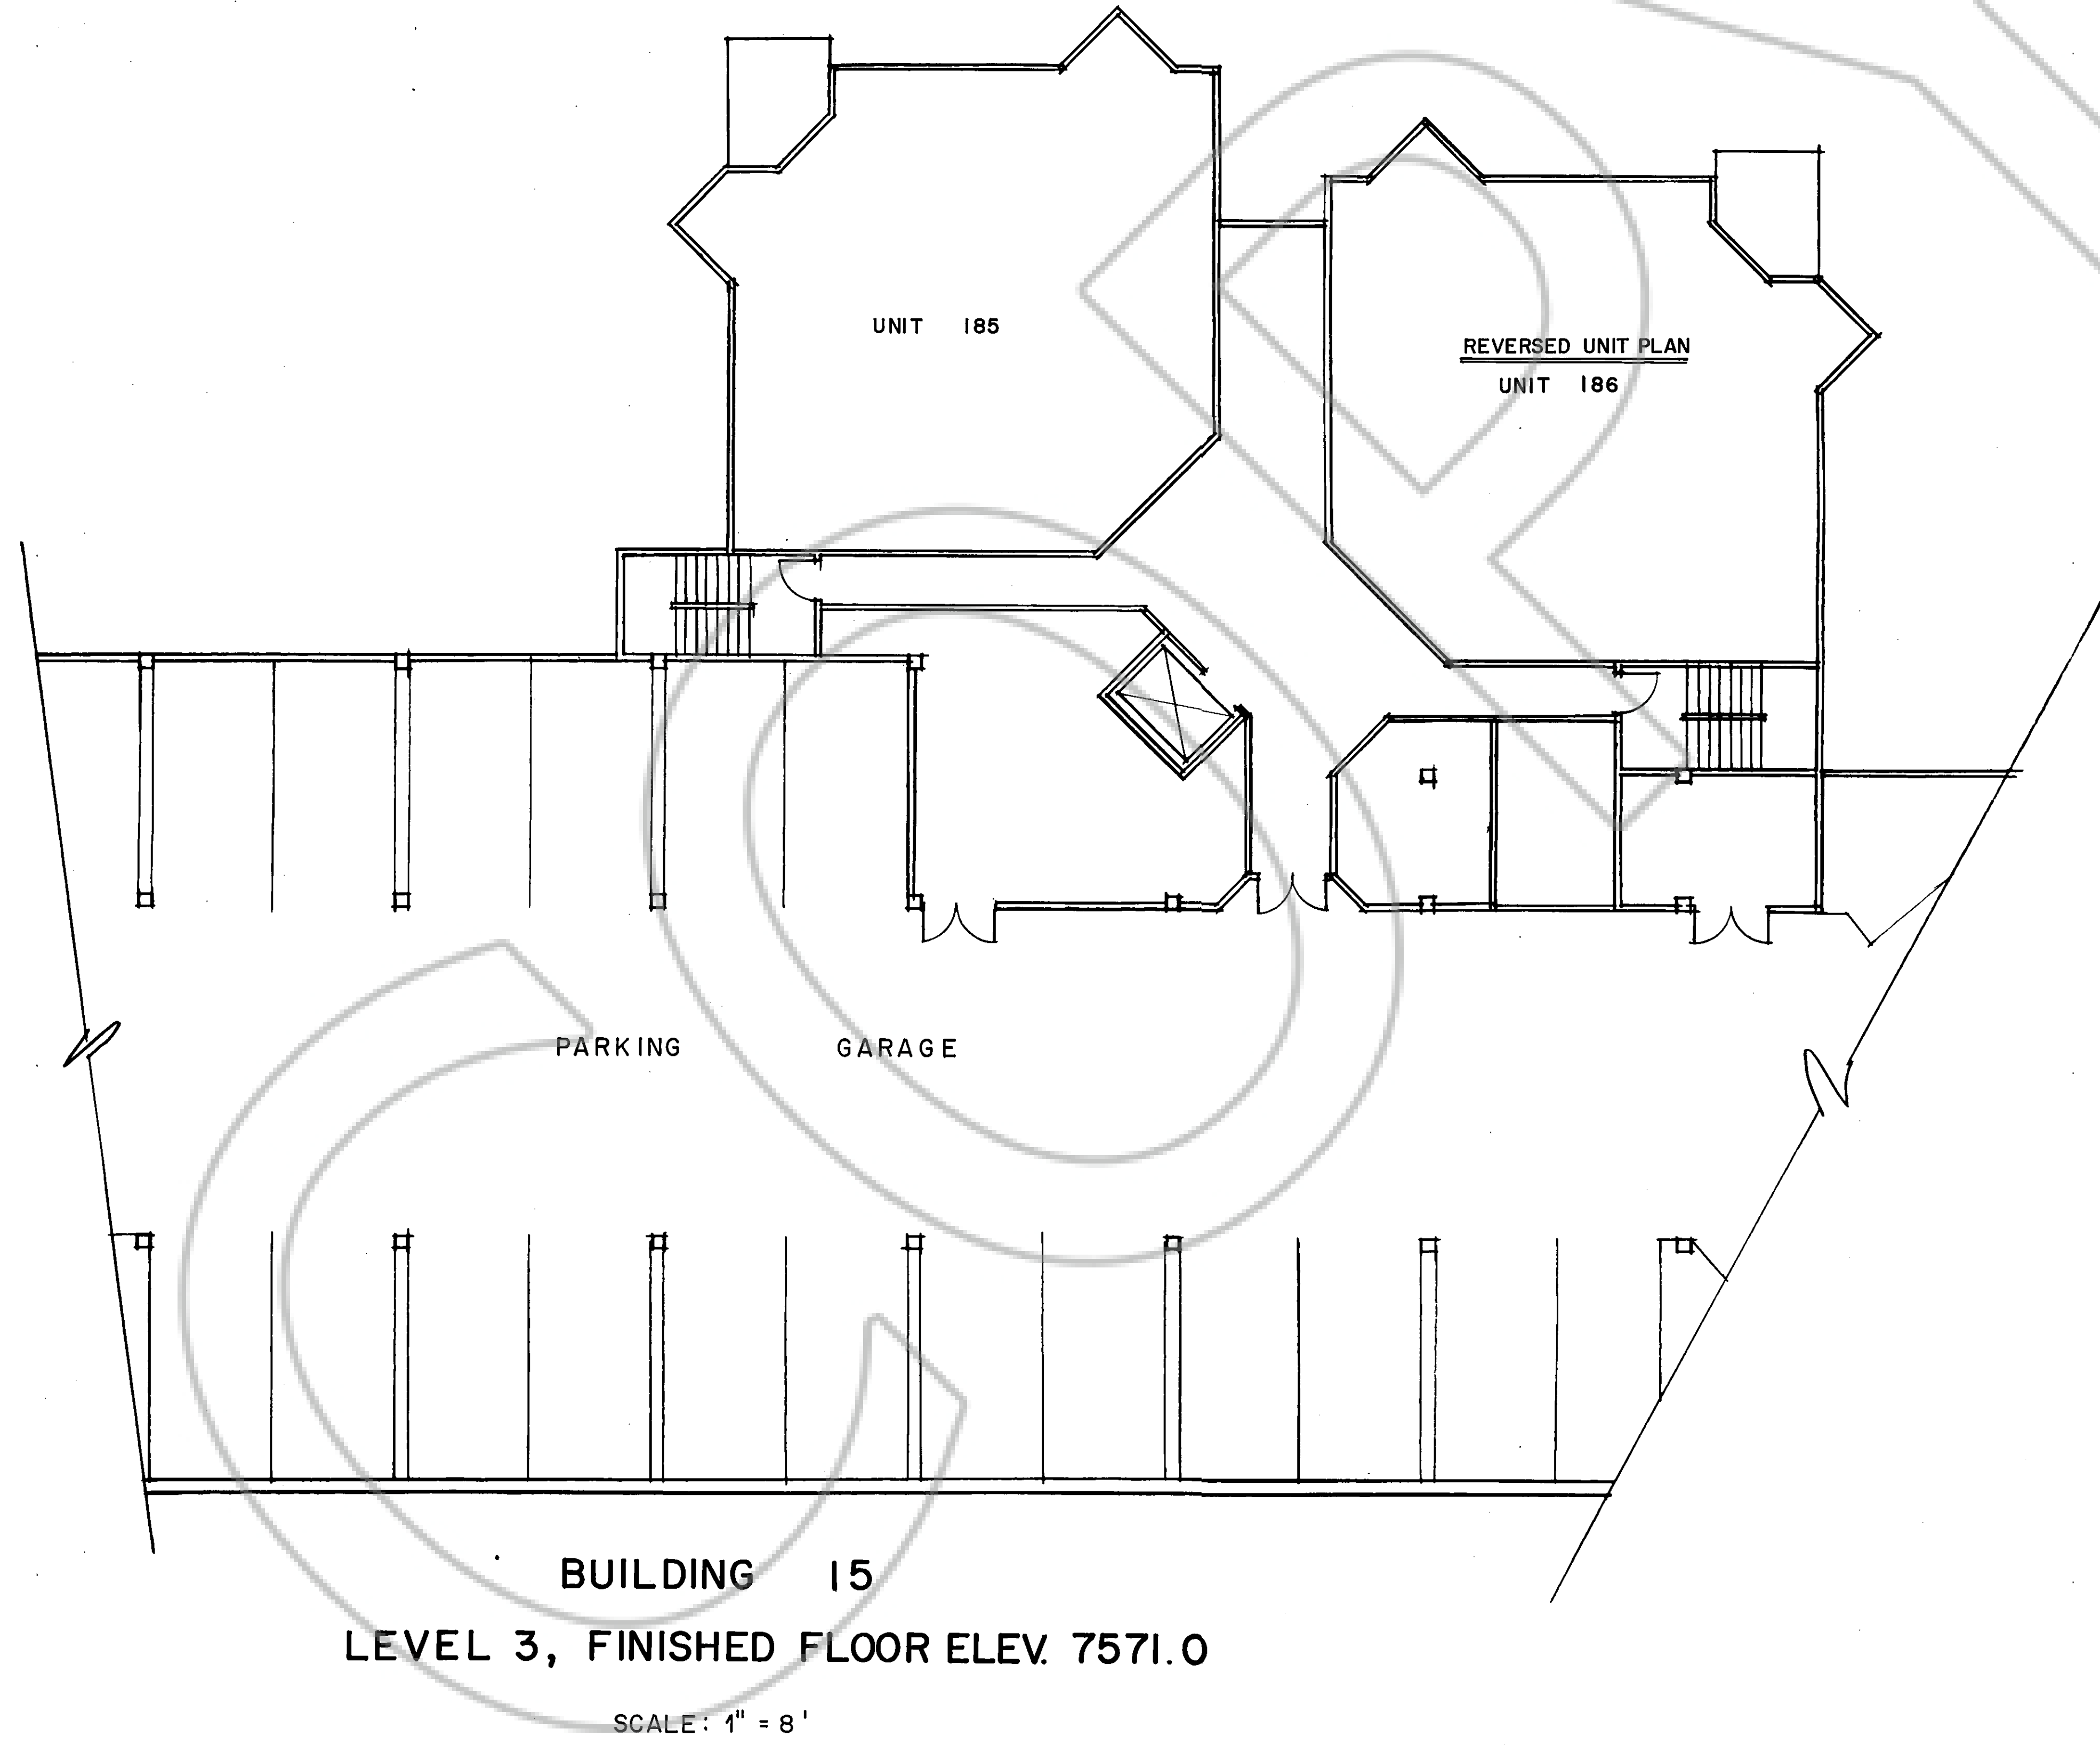 UNIT 185
REVERSED UNIT PLAN
UNIT 186
PARKING GARAGE
BUILDING 15
LEVEL 3, FINISHED FLOOR ELEV. 7571.0
SCALE: 1" = 8'